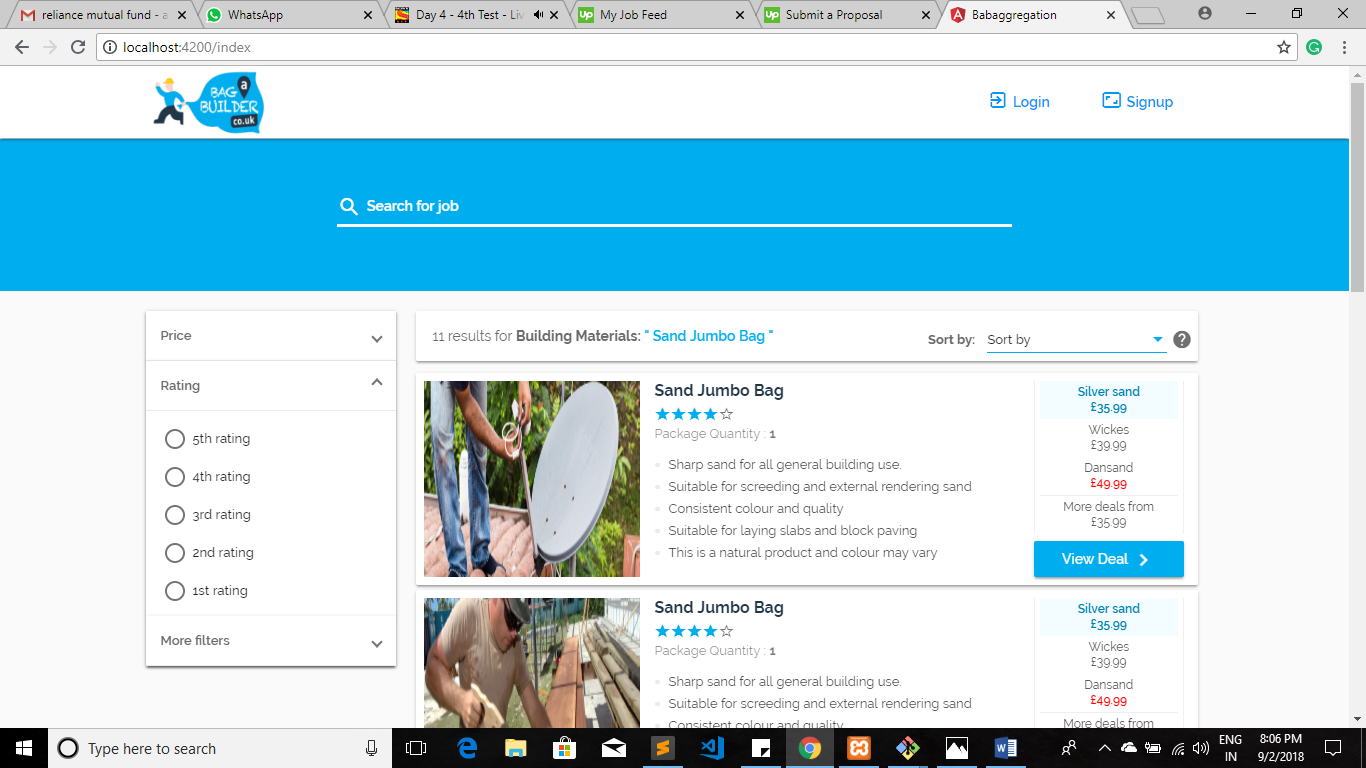 reliance mutual fund - a
WhatsApp
Day 4 - 4th Test - Liv
My Job Feed
Submit a Proposal
Babaggregation
localhost:4200/index
BAG a BUILDER
co.uk
Login
Signup
Search for job
Price
Rating
5th rating
4th rating
3rd rating
2nd rating
1st rating
More filters
11 results for Building Materials: " Sand Jumbo Bag "
Sort by: Sort by
Sand Jumbo Bag
Package Quantity : 1
Sharp sand for all general building use.
Suitable for screeding and external rendering sand
Consistent colour and quality
Suitable for laying slabs and block paving
This is a natural product and colour may vary
Silver sand
£35.99
Wickes
£39.99
Dansand
£49.99
More deals from
£35.99
View Deal
Sand Jumbo Bag
Package Quantity : 1
Sharp sand for all general building use.
Suitable for screeding and external rendering sand
Consistent colour and quality
Silver sand
£35.99
Wickes
£39.99
Dansand
£49.99
More deals from
Type here to search
ENG
IN
8:06 PM
9/2/2018